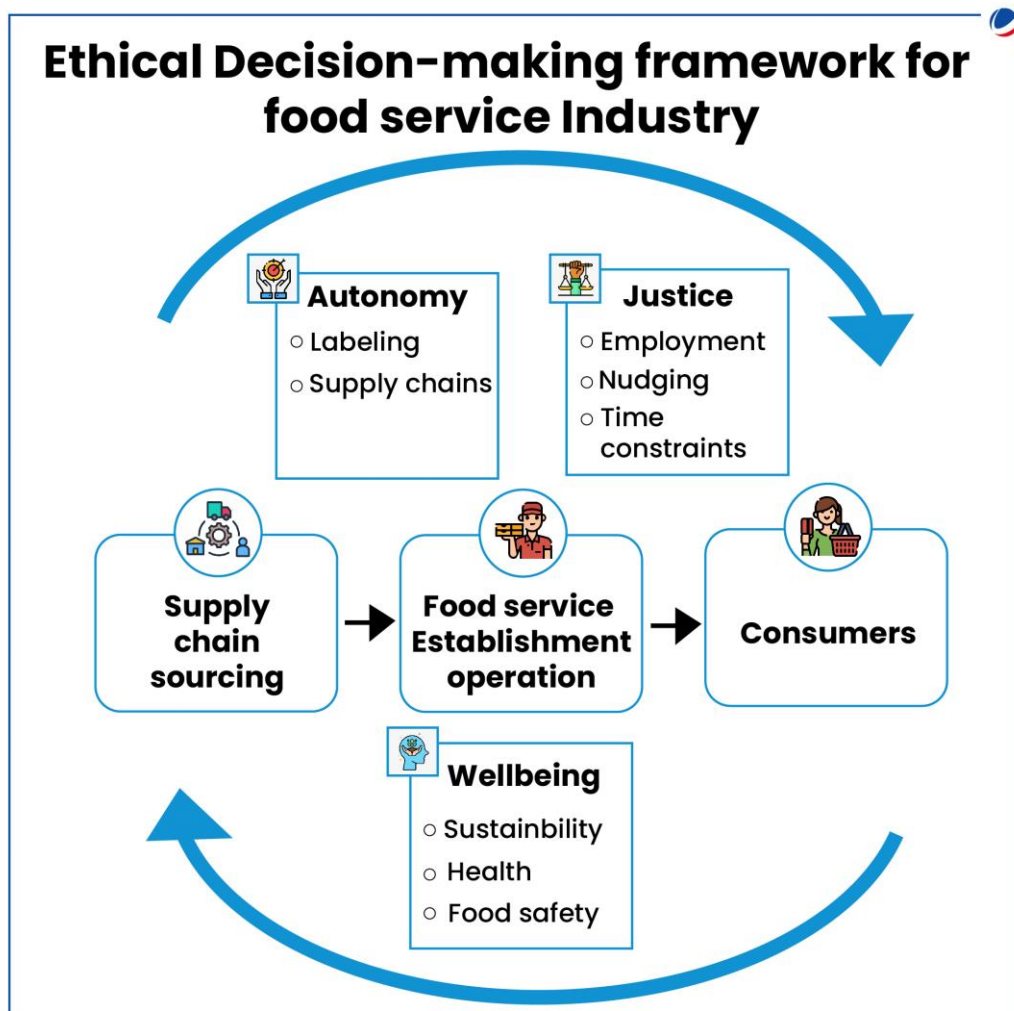 Ethical Decision-making framework for
food service Industry
Autonomy
○ Labeling
○ Supply chains
Justice
○ Employment
○ Nudging
○ Time
constraints
Supply
chain
sourcing
Food service
Establishment
operation
Consumers
Wellbeing
○ Sustainbility
○ Health
○ Food safety